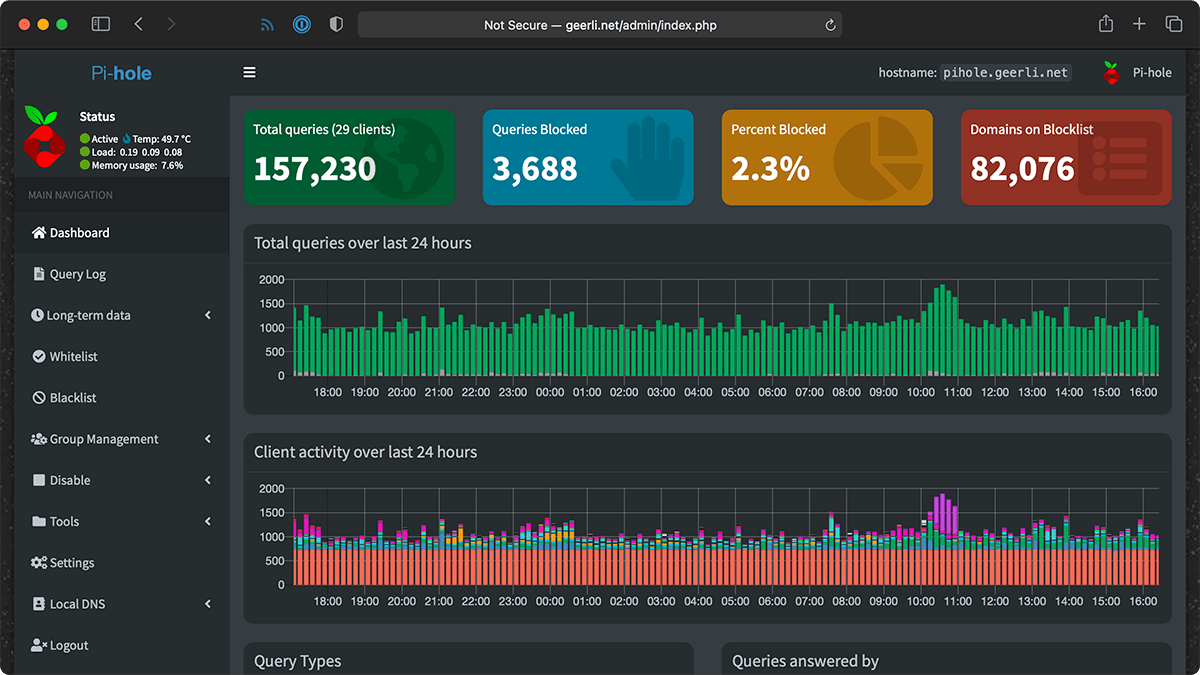 Not Secure — geerli.net/admin/index.php
Pi-hole
hostname: pihole.geerli.net
Pi-hole
Status
Active Temp: 49.7 °C
Load: 0.19 0.09 0.08
Memory usage: 7.6%
MAIN NAVIGATION
Dashboard
Query Log
Long-term data
Whitelist
Blacklist
Group Management
Disable
Tools
Settings
Local DNS
Logout
Total queries (29 clients)
157,230
Queries Blocked
3,688
Percent Blocked
2.3%
Domains on Blocklist
82,076
Total queries over last 24 hours
2000
1500
1000
500
0
18:00 19:00 20:00 21:00 22:00 23:00 00:00 01:00 02:00 03:00 04:00 05:00 06:00 07:00 08:00 09:00 10:00 11:00 12:00 13:00 14:00 15:00 16:00
Client activity over last 24 hours
2000
1500
1000
500
0
18:00 19:00 20:00 21:00 22:00 23:00 00:00 01:00 02:00 03:00 04:00 05:00 06:00 07:00 08:00 09:00 10:00 11:00 12:00 13:00 14:00 15:00 16:00
Query Types
Queries answered by